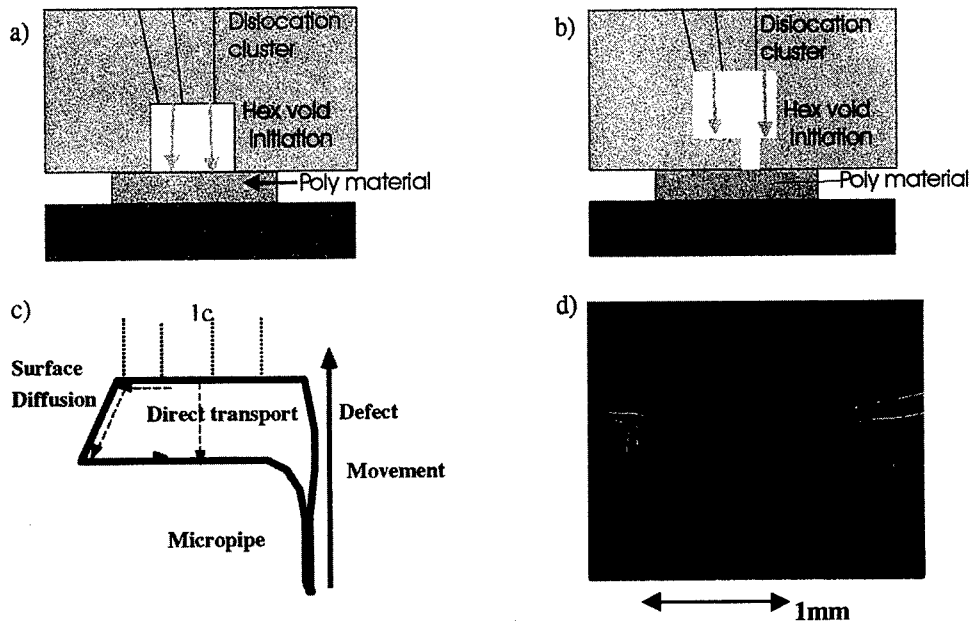 a)
Dislocation
cluster
Hex void
initiation
Poly material
b)
Dislocation
cluster
Hex void
initiation
Poly material
c)
Surface
Diffusion
Direct transport
Defect
Movement
Micropipe
d)
1mm